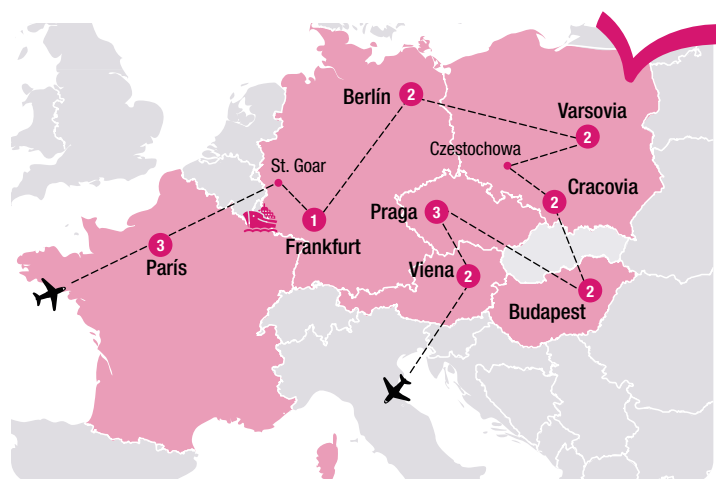 Berlín
2
Varsovia
2
Czestochowa
St. Goar
Cracovia
2
Praga
3
1
Frankfurt
3
París
Viena
2
2
Budapest